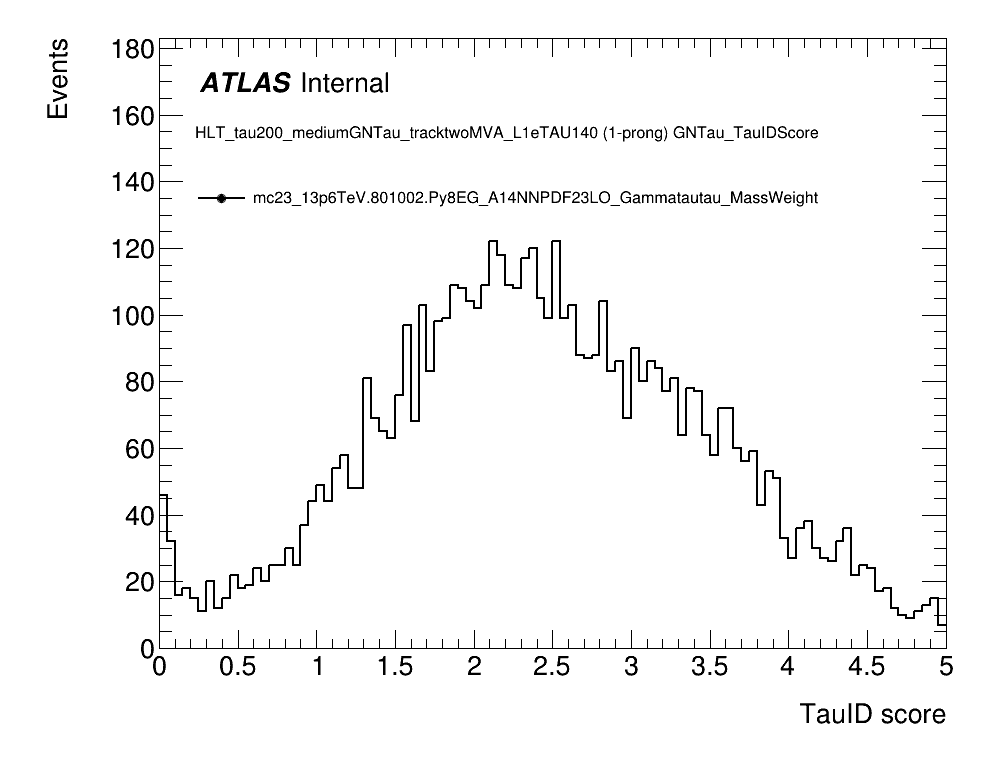 Events
180
160
140
120
100
80
60
40
20
0
ATLAS Internal
HLT_tau200_mediumGNTau_tracktwoMVA_L1eTAU140 (1-prong) GNTau_TauIDScore
mc23_13p6TeV.801002.Py8EG_A14NNPDF23LO_Gammatautau_MassWeight
0 0.5 1 1.5 2 2.5 3 3.5 4 4.5 5
TauID score